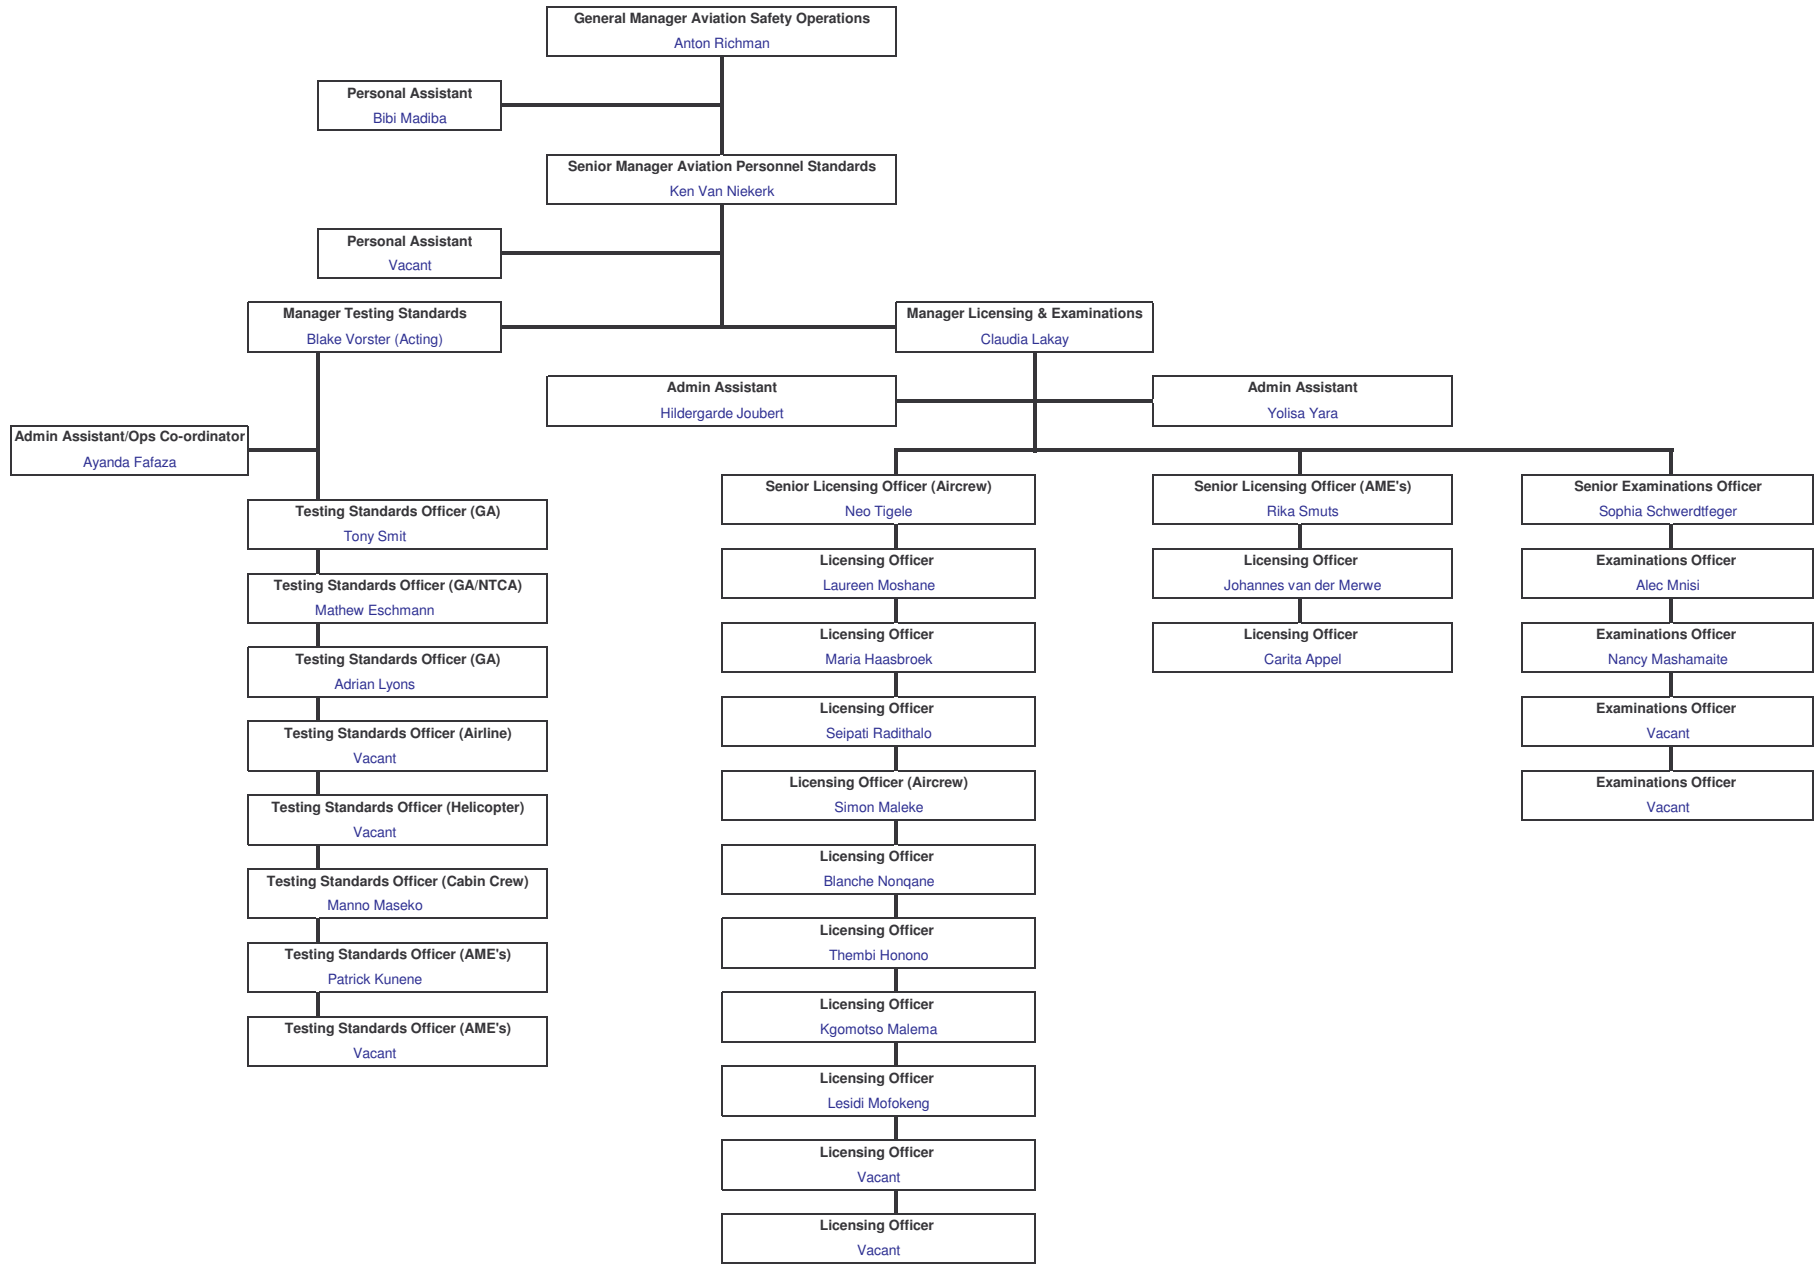 General Manager Aviation Safety Operations
Anton Richman
Personal Assistant
Bibi Madiba
Senior Manager Aviation Personnel Standards
Ken Van Niekerk
Personal Assistant
Vacant
Manager Testing Standards
Blake Vorster (Acting)
Manager Licensing & Examinations
Claudia Lakay
Admin Assistant
Hildergarde Joubert
Admin Assistant
Yolisa Yara
Admin Assistant/Ops Co-ordinator
Ayanda Fafaza
Testing Standards Officer (GA)
Tony Smit
Testing Standards Officer (GA/NTCA)
Mathew Eschmann
Testing Standards Officer (GA)
Adrian Lyons
Testing Standards Officer (Airline)
Vacant
Testing Standards Officer (Helicopter)
Vacant
Testing Standards Officer (Cabin Crew)
Manno Maseko
Testing Standards Officer (AME's)
Patrick Kunene
Testing Standards Officer (AME's)
Vacant
Senior Licensing Officer (Aircrew)
Neo Tigele
Licensing Officer
Laureen Moshane
Licensing Officer
Maria Haasbroek
Licensing Officer
Seipati Radithalo
Licensing Officer (Aircrew)
Simon Maleke
Licensing Officer
Blanche Nonqane
Licensing Officer
Thembi Honono
Licensing Officer
Kgomotso Malema
Licensing Officer
Lesidi Mofokeng
Licensing Officer
Vacant
Licensing Officer
Vacant
Senior Licensing Officer (AME's)
Rika Smuts
Licensing Officer
Johannes van der Merwe
Licensing Officer
Carita Appel
Senior Examinations Officer
Sophia Schwerdtfeger
Examinations Officer
Alec Mnisi
Examinations Officer
Nancy Mashamaite
Examinations Officer
Vacant
Examinations Officer
Vacant